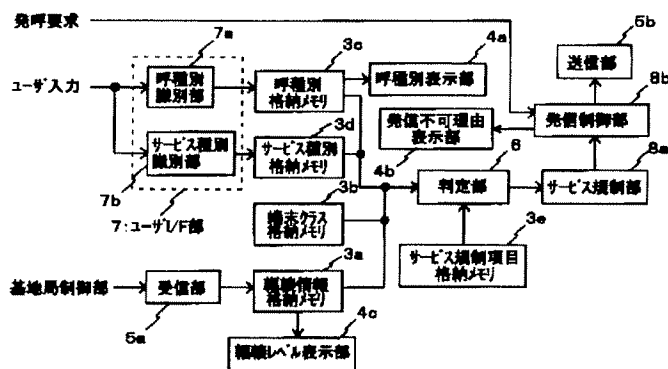 発呼要求
7a
3c
4a
5b
送信部
8b
ユーザ入力
呼種別
識別部
呼種別
格納メモリ
呼種別表示部
3d
発信不可理由
表示部
発信制御部
サービス種別
識別部
サービス種別
格納メモリ
4b
6
8a
7b
3b
判定部
サービス規制部
7:ユーザI/F部
端末クラス
格納メモリ
3a
3e
サービス規制項目
格納メモリ
基地局制御部
受信部
輻輳情報
格納メモリ
5a
4c
輻輳レベル表示部